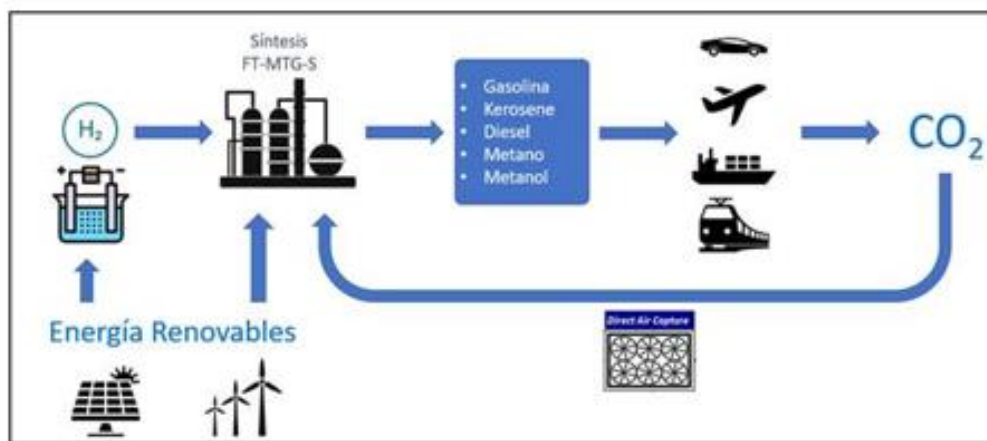 Síntesis
FT-MTG-S
H₂
+ −
• Gasolina
• Kerosene
• Diesel
• Metano
• Metanol
CO₂
Energía Renovables
Direct Air Capture